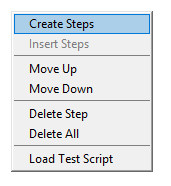 Create Steps
Insert Steps
Move Up
Move Down
Delete Step
Delete All
Load Test Script